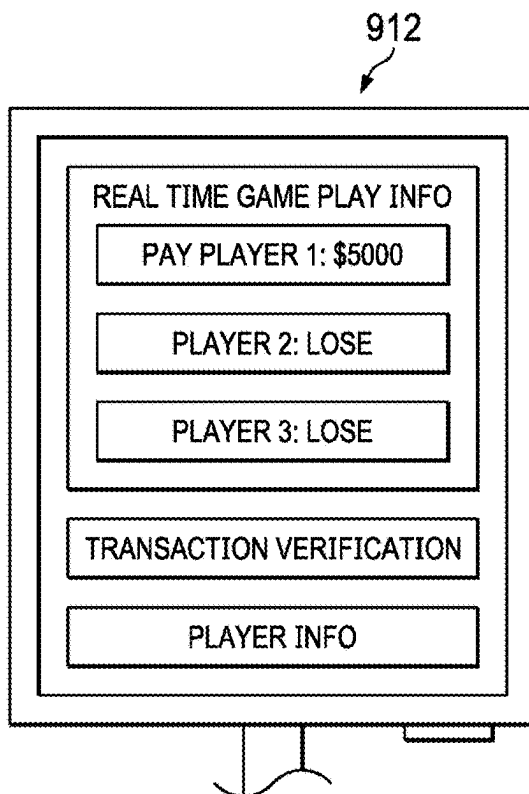 912
REAL TIME GAME PLAY INFO
PAY PLAYER 1: $5000
PLAYER 2: LOSE
PLAYER 3: LOSE
TRANSACTION VERIFICATION
PLAYER INFO